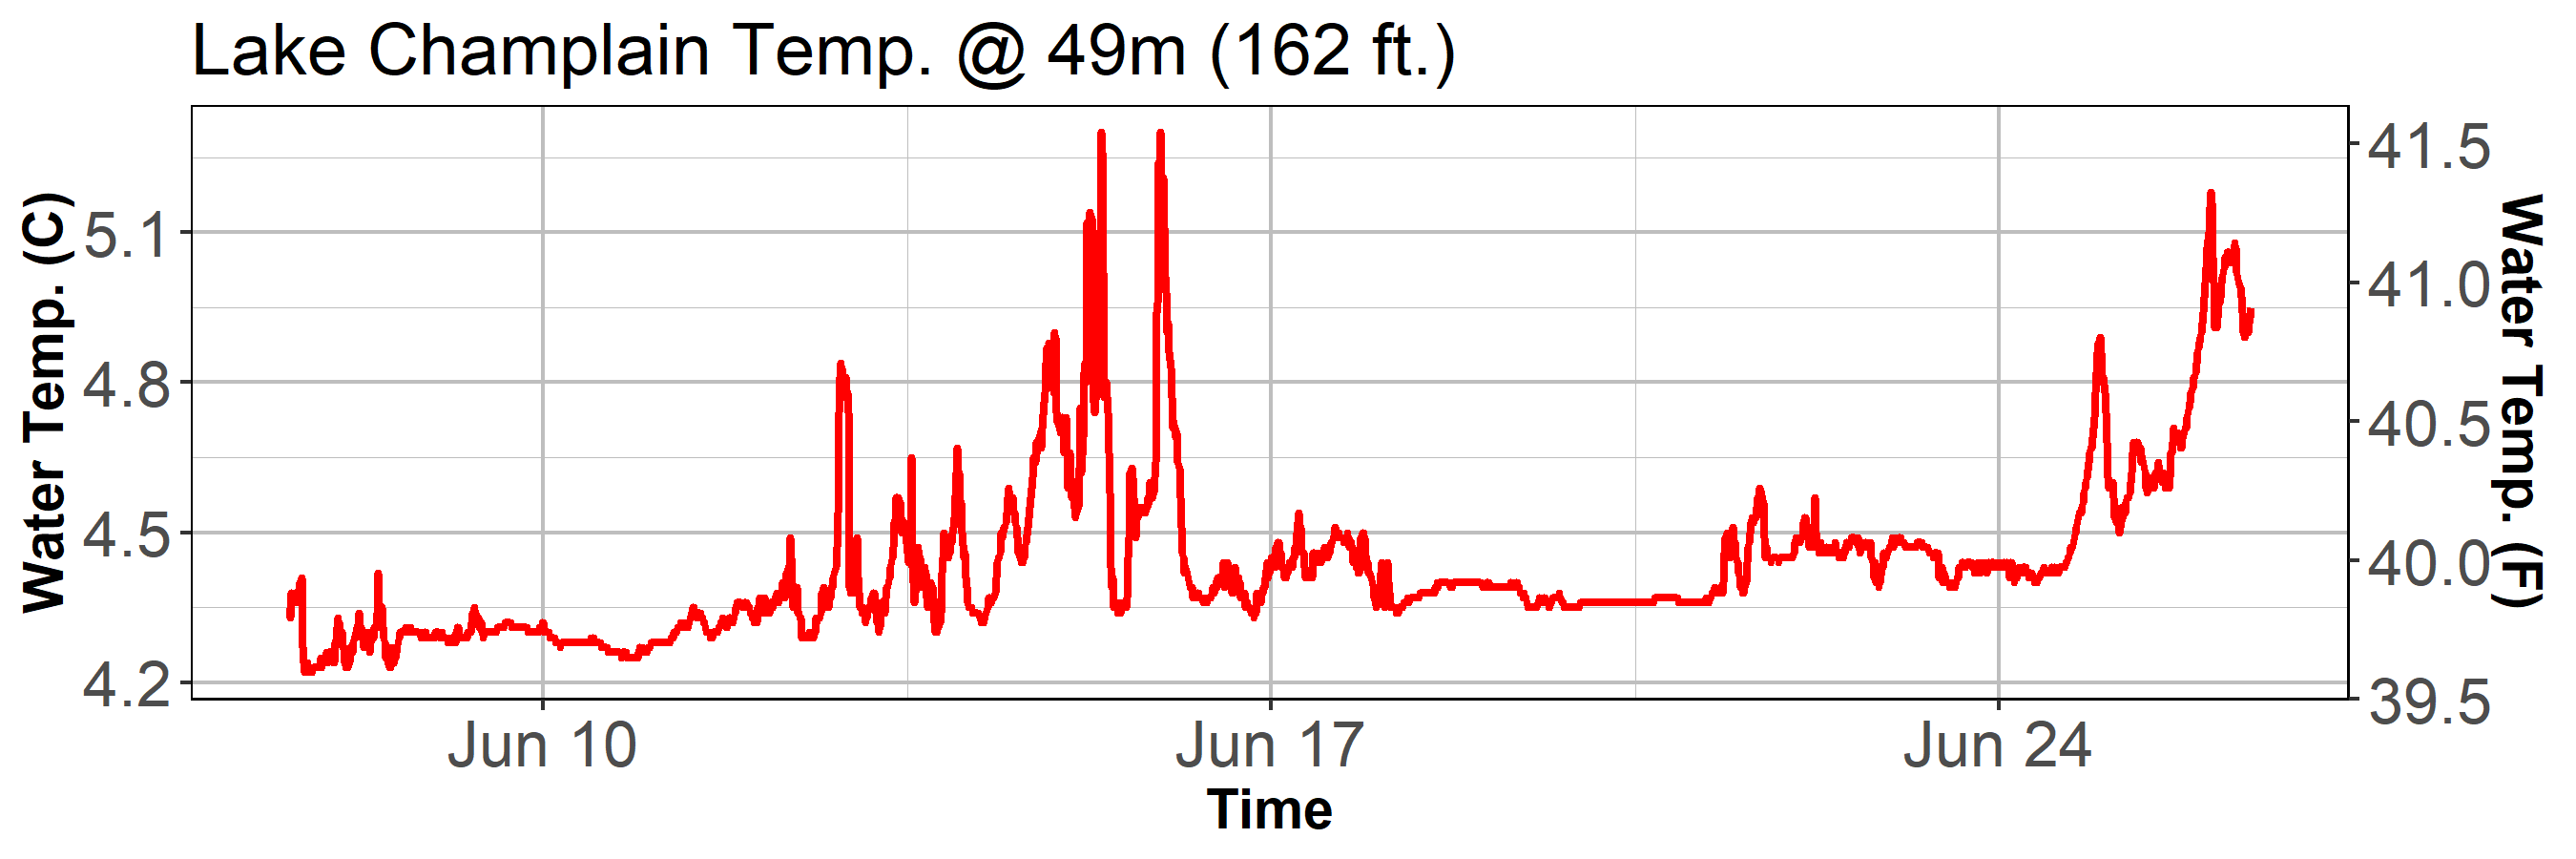 Lake Champlain Temp. @ 49m (162 ft.)
Water Temp. (C)
5.1
4.8
4.5
4.2
41.5
41.0
40.5
40.0
39.5
Water Temp. (F)
Jun 10
Jun 17
Jun 24
Time